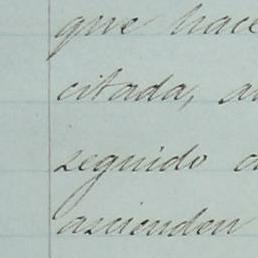 que hace
citada, a
seguido
ascienden